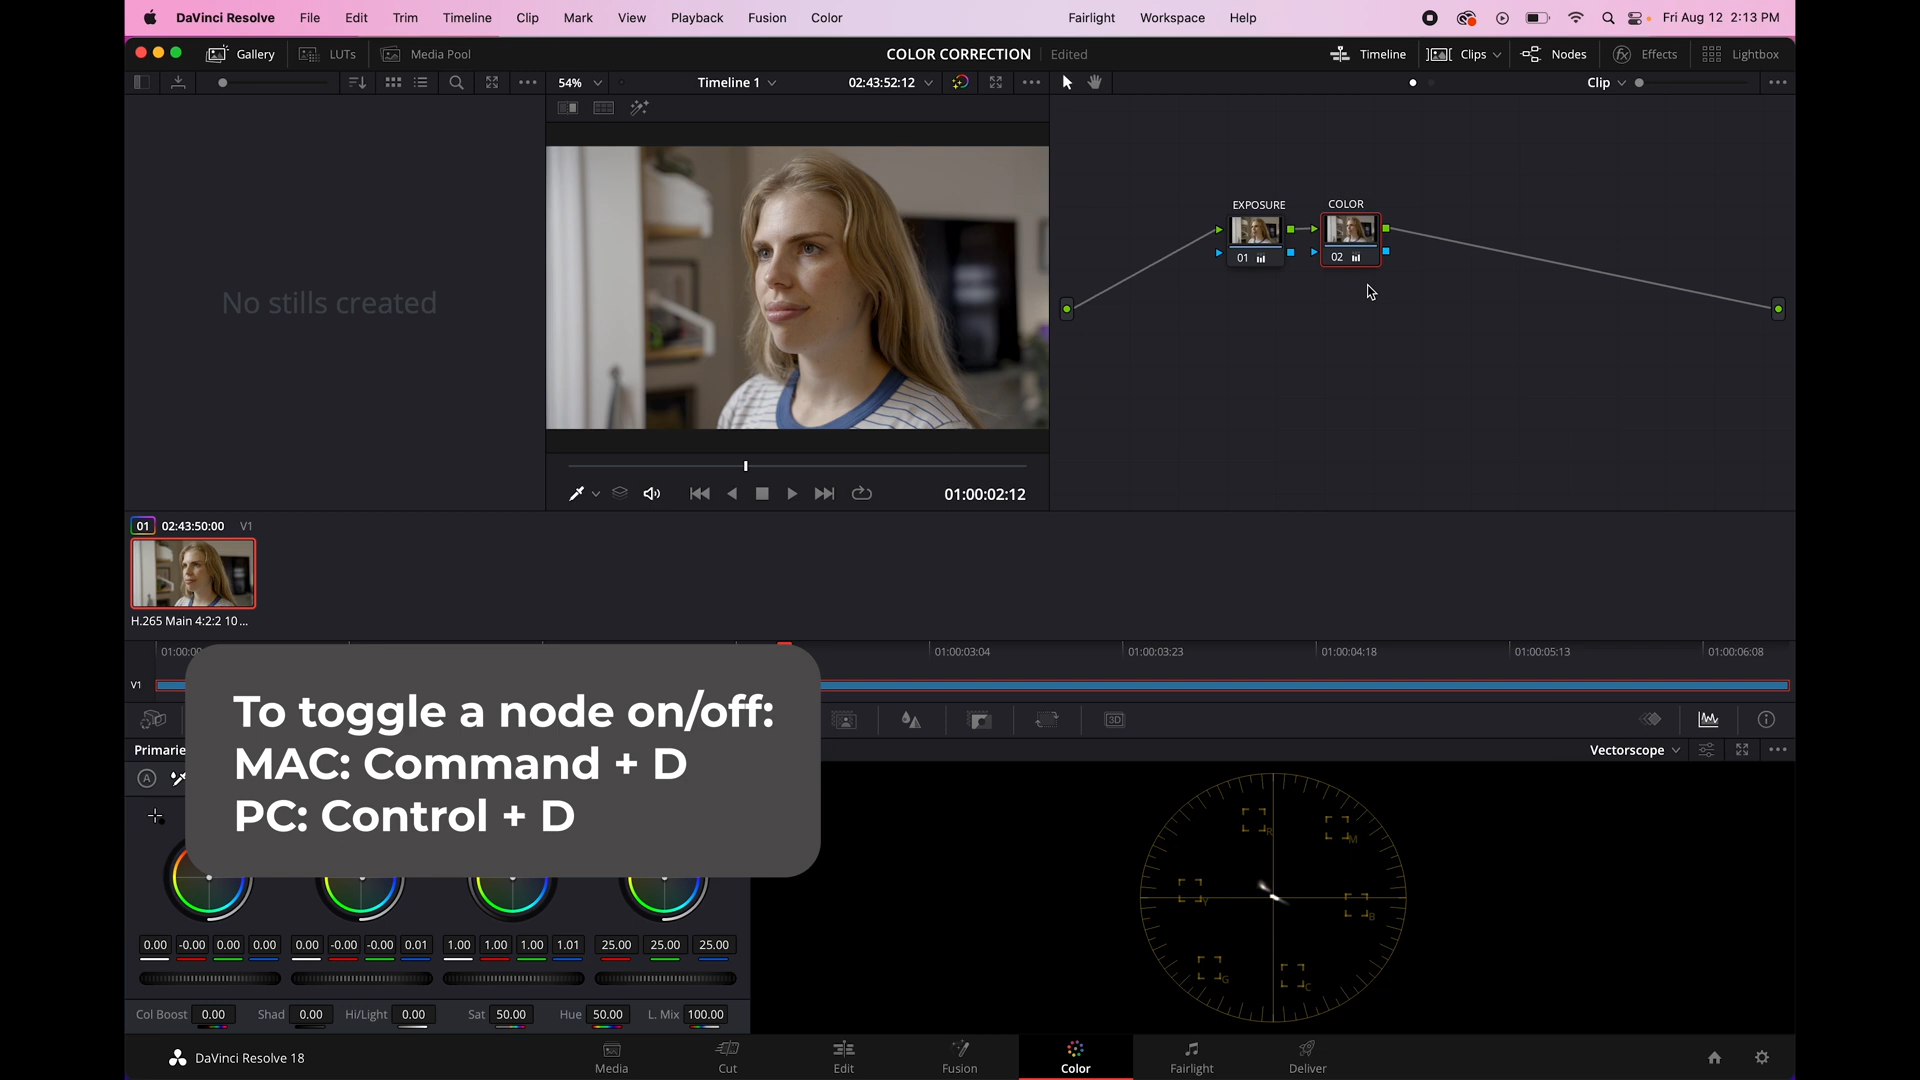 DaVinci Resolve File Edit Trim Timeline Clip Mark View Playback Fusion Color Fairlight Workspace Help Fri Aug 12 2:13 PM
Gallery LUTs Media Pool COLOR CORRECTION Edited Timeline Clips Nodes Effects Lightbox
54% Timeline 1 02:43:52:12 Clip
EXPOSURE COLOR
01 02
No stills created
01:00:02:12
01 02:43:50:00 V1
H.265 Main 4:2:2 10...
01:00:03:04 01:00:03:23 01:00:04:18 01:00:05:13 01:00:06:08
V1
To toggle a node on/off:
MAC: Command + D
PC: Control + D
3D
Vectorscope
A
R M
Y B
G C
0.00 -0.00 0.00 0.00 0.00 -0.00 -0.00 0.01 1.00 1.00 1.00 1.01 25.00 25.00 25.00
Col Boost 0.00 Shad 0.00 Hi/Light 0.00 Sat 50.00 Hue 50.00 L. Mix 100.00
DaVinci Resolve 18 Media Cut Edit Fusion Color Fairlight Deliver